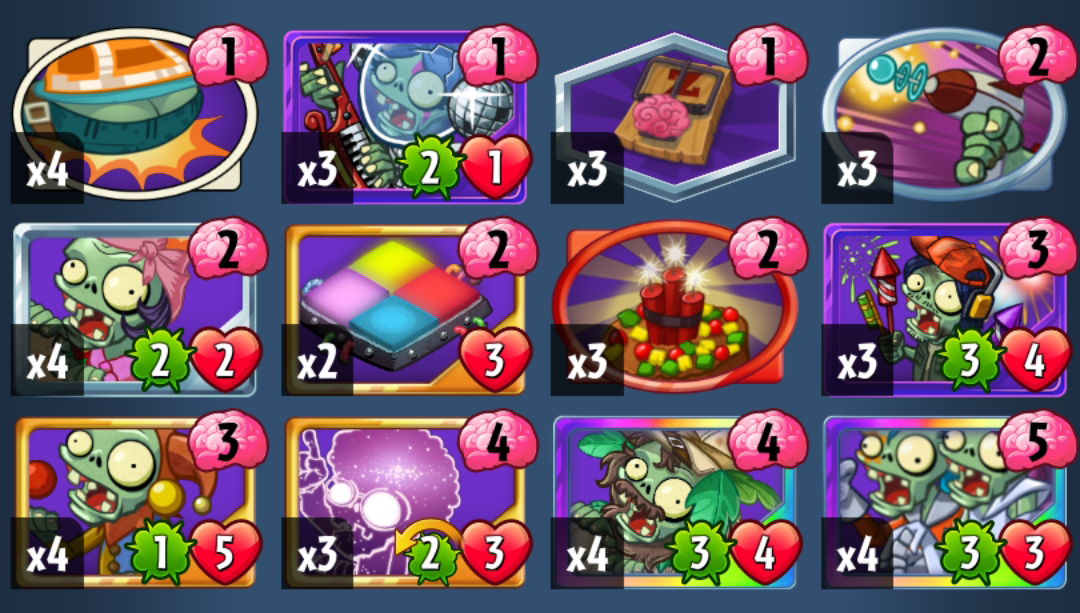 1 1 1 2
x4 x3 2 1 x3 x3
2 2 2 3
x4 2 2 x2 3 x3 x3 3 4
3 4 4 5
x4 1 5 x3 2 3 x4 3 4 x4 3 3